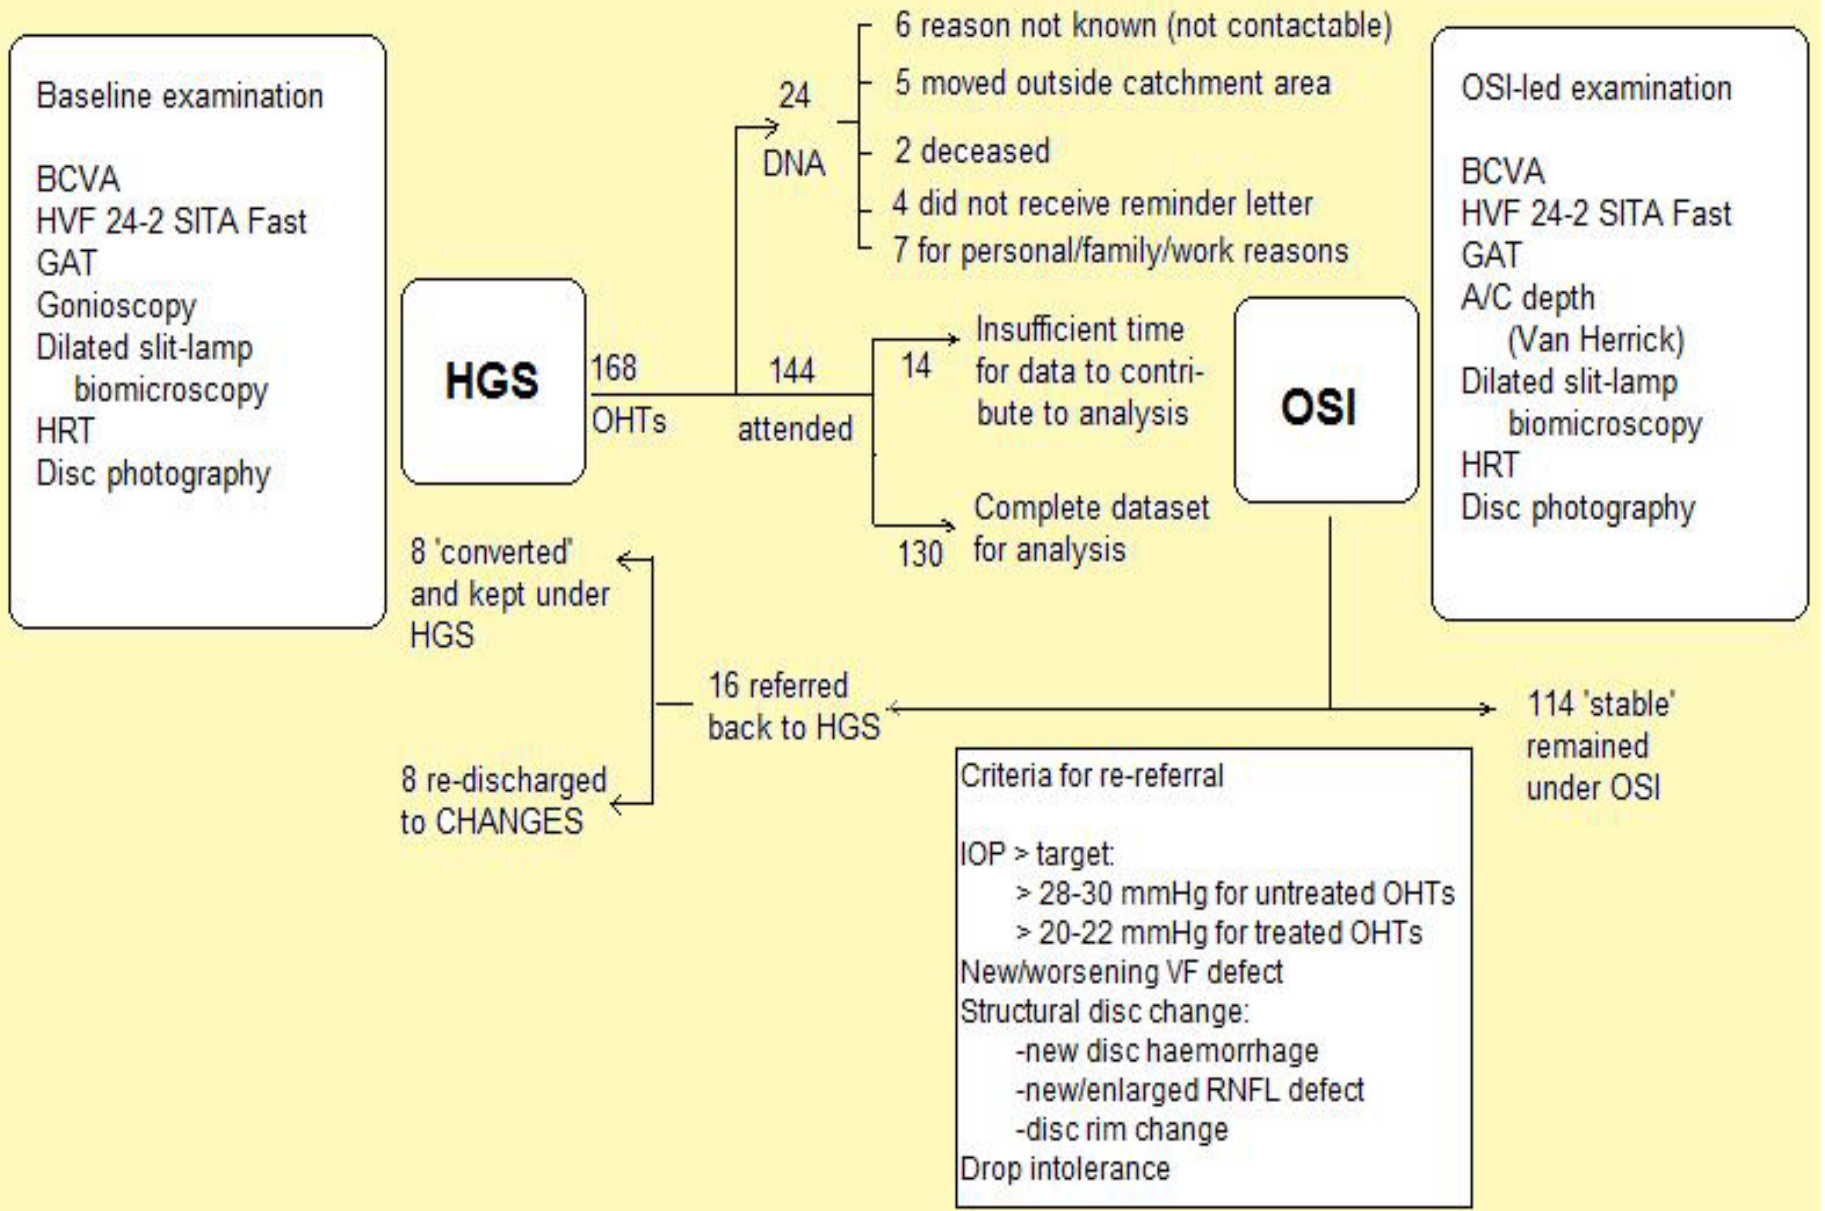 Baseline examination
BCVA
HVF 24-2 SITA Fast
GAT
Gonioscopy
Dilated slit-lamp
biomicroscopy
HRT
Disc photography
HGS
168
OHTs
24
DNA
6 reason not known (not contactable)
5 moved outside catchment area
2 deceased
4 did not receive reminder letter
7 for personal/family/work reasons
144
attended
14
Insufficient time
for data to contri-
bute to analysis
130
Complete dataset
for analysis
OSI
OSI-led examination
BCVA
HVF 24-2 SITA Fast
GAT
A/C depth
(Van Herrick)
Dilated slit-lamp
biomicroscopy
HRT
Disc photography
8 'converted'
and kept under
HGS
16 referred
back to HGS
8 re-discharged
to CHANGES
114 'stable'
remained
under OSI
Criteria for re-referral
IOP > target:
> 28-30 mmHg for untreated OHTs
> 20-22 mmHg for treated OHTs
New/worsening VF defect
Structural disc change:
-new disc haemorrhage
-new/enlarged RNFL defect
-disc rim change
Drop intolerance